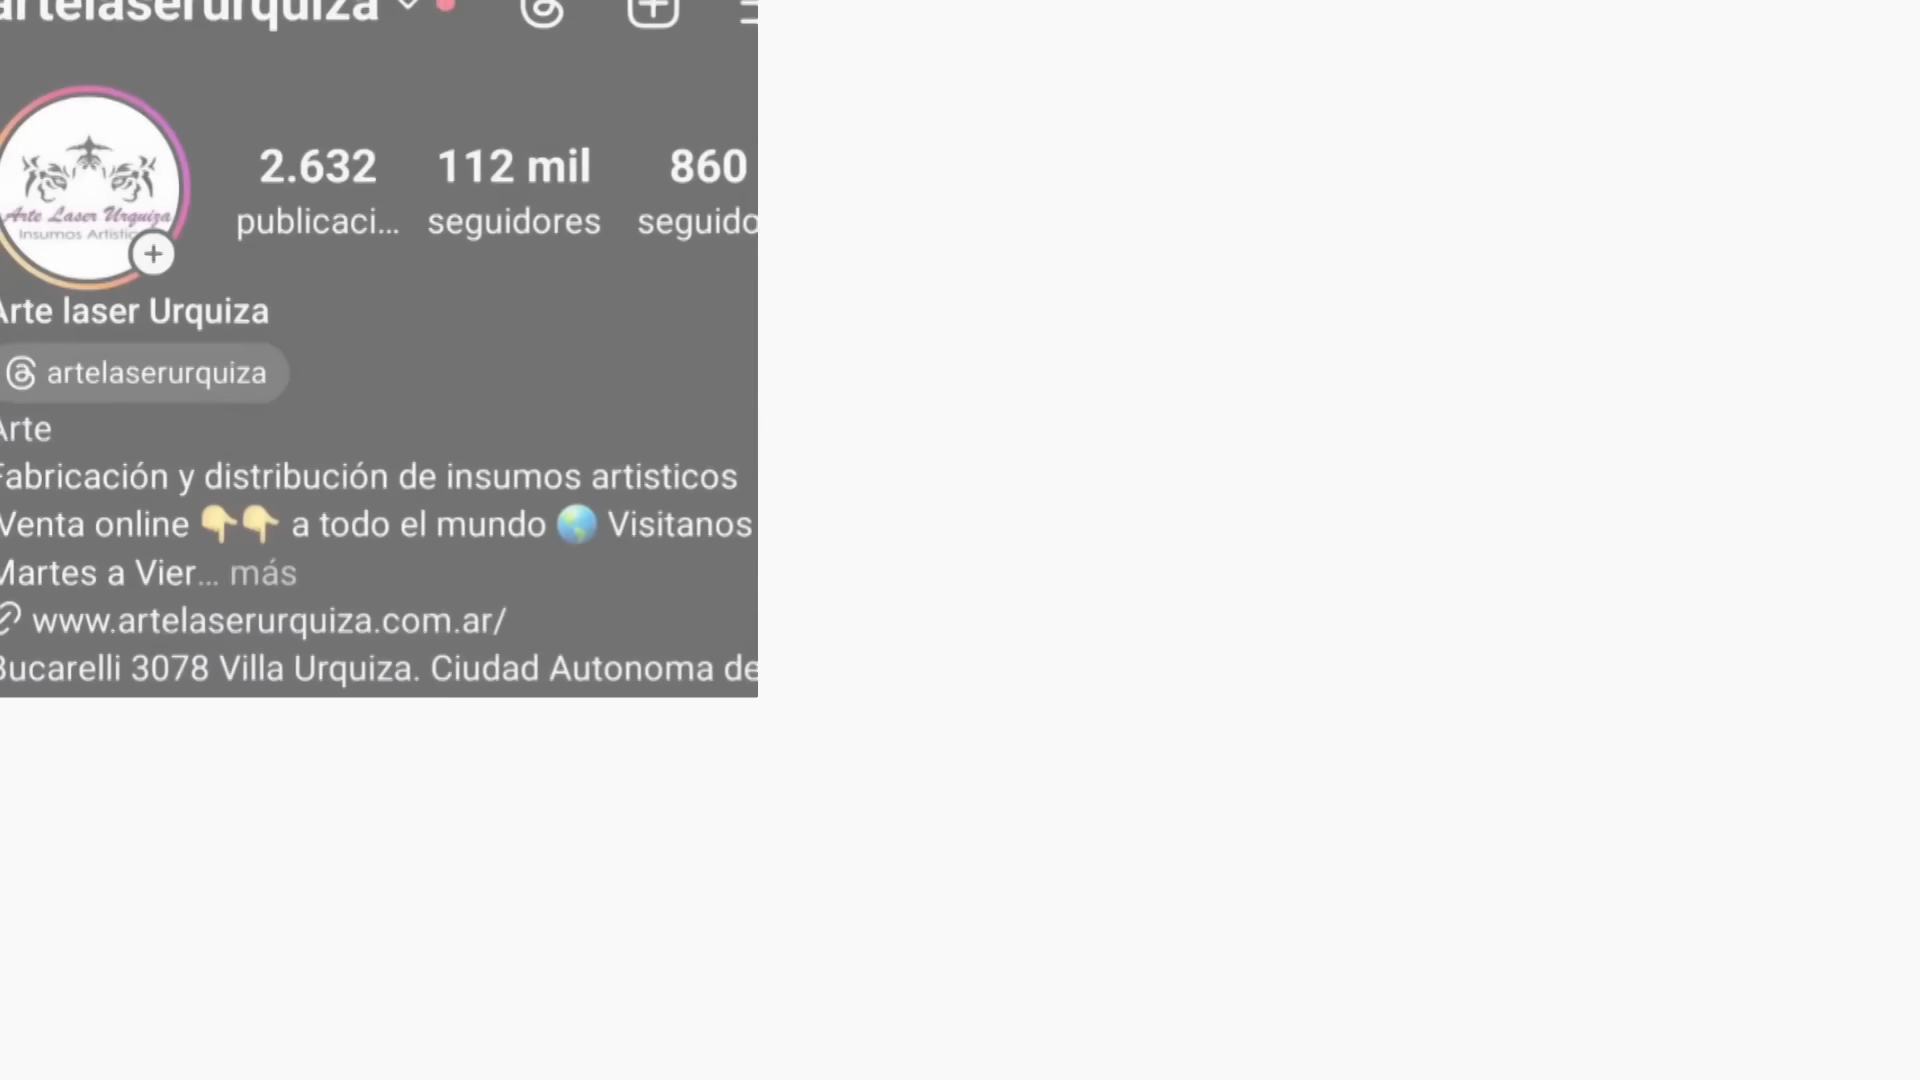 artelaserurquiza
2.632 112 mil 860
publicaci... seguidores seguido
Arte Laser Urquiza
Insumos Artistic
Arte laser Urquiza
artelaserurquiza
Arte
Fabricación y distribución de insumos artisticos
Venta online 👇👇 a todo el mundo 🌎 Visitanos
Martes a Vier... más
www.artelaserurquiza.com.ar/
Bucarelli 3078 Villa Urquiza. Ciudad Autonoma de